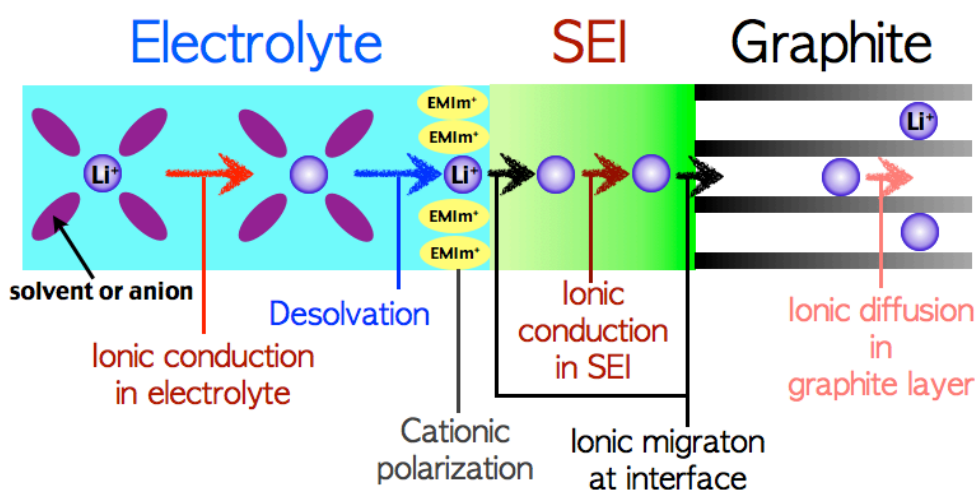 Electrolyte
SEI
Graphite
EMIm⁺
EMIm⁺
Li⁺
Li⁺
Li⁺
EMIm⁺
EMIm⁺
solvent or anion
Desolvation
Ionic conduction
in electrolyte
Cationic
polarization
Ionic
conduction
in SEI
Ionic migraton
at interface
Ionic diffusion
in
graphite layer